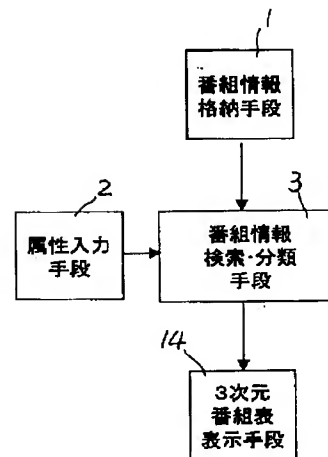 1
番組情報
格納手段
2
属性入力
手段
3
番組情報
検索・分類
手段
14
3次元
番組表
表示手段